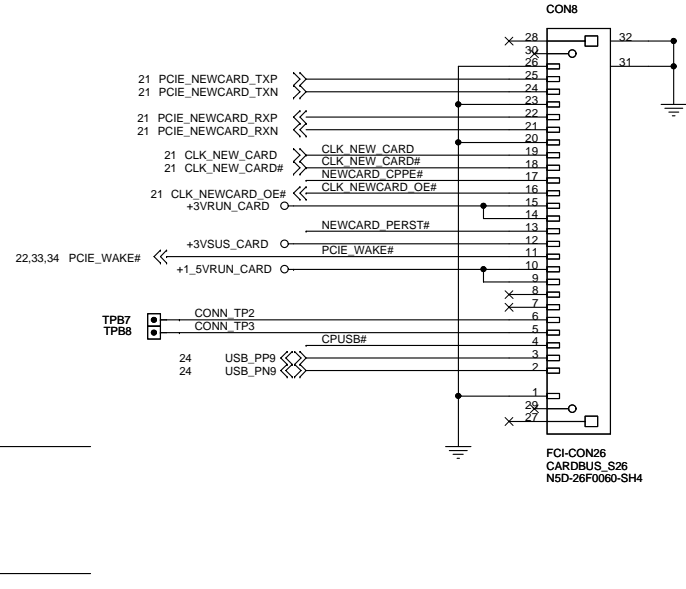 CON8
28
30
26
25
24
23
22
21
20
19
18
17
16
15
14
13
12
11
10
9
8
7
6
5
4
3
2
1
29
27
32
31
21 PCIE_NEWCARD_TXP
21 PCIE_NEWCARD_TXN
21 PCIE_NEWCARD_RXP
21 PCIE_NEWCARD_RXN
21 CLK_NEW_CARD
CLK_NEW_CARD
21 CLK_NEW_CARD#
CLK_NEW_CARD#
NEWCARD_CPPE#
21 CLK_NEWCARD_OE#
CLK_NEWCARD_OE#
+3VRUN_CARD
NEWCARD_PERST#
+3VSUS_CARD
22,33,34 PCIE_WAKE#
PCIE_WAKE#
+1_5VRUN_CARD
TPB7
CONN_TP2
TPB8
CONN_TP3
CPUSB#
24 USB_PP9
24 USB_PN9
FCI-CON26
CARDBUS_S26
N5D-26F0060-SH4